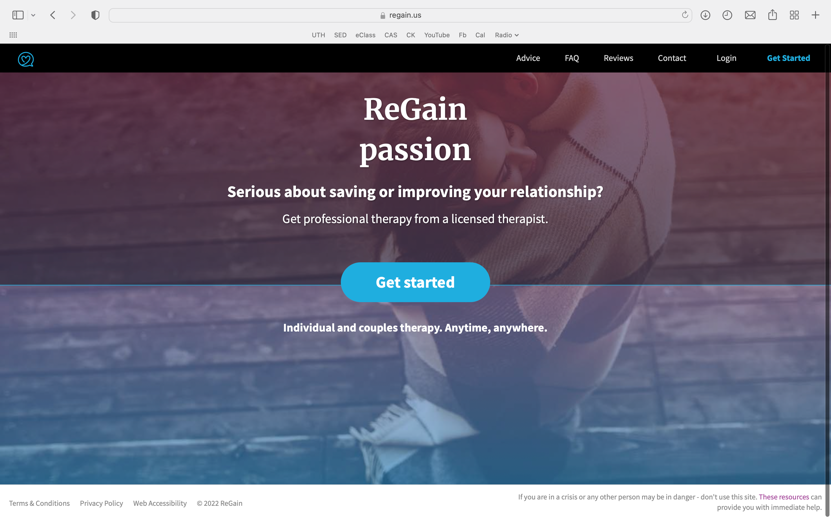 regain.us
UTH SED eClass CAS CK YouTube Fb Cal Radio
Advice FAQ Reviews Contact Login Get Started
ReGain
passion
Serious about saving or improving your relationship?
Get professional therapy from a licensed therapist.
Get started
Individual and couples therapy. Anytime, anywhere.
Terms & Conditions Privacy Policy Web Accessibility © 2022 ReGain
If you are in a crisis or any other person may be in danger - don't use this site. These resources can
provide you with immediate help.